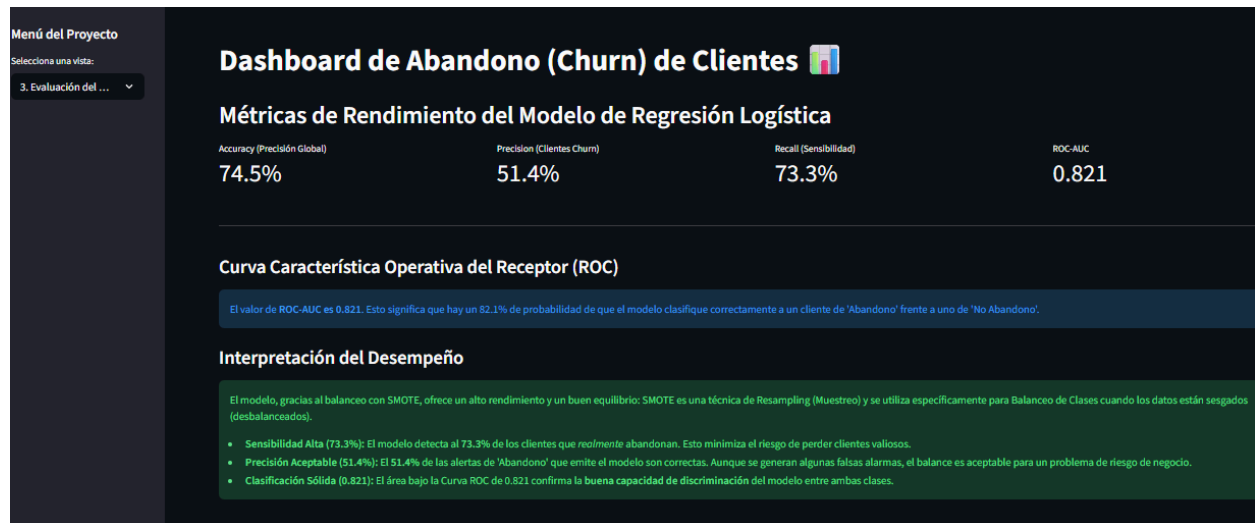 Menú del Proyecto
Selecciona una vista:
3. Evaluación del ...
Dashboard de Abandono (Churn) de Clientes 📊
Métricas de Rendimiento del Modelo de Regresión Logística
Accuracy (Precisión Global)
74.5%
Precision (Clientes Churn)
51.4%
Recall (Sensibilidad)
73.3%
ROC-AUC
0.821
Curva Característica Operativa del Receptor (ROC)
El valor de ROC-AUC es 0.821. Esto significa que hay un 82.1% de probabilidad de que el modelo clasifique correctamente a un cliente de 'Abandono' frente a uno de 'No Abandono'.
Interpretación del Desempeño
El modelo, gracias al balanceo con SMOTE, ofrece un alto rendimiento y un buen equilibrio: SMOTE es una técnica de Resampling (Muestreo) y se utiliza específicamente para Balanceo de Clases cuando los datos están sesgados
(desbalanceados).
• Sensibilidad Alta (73.3%): El modelo detecta al 73.3% de los clientes que realmente abandonan. Esto minimiza el riesgo de perder clientes valiosos.
• Precisión Aceptable (51.4%): El 51.4% de las alertas de 'Abandono' que emite el modelo son correctas. Aunque se generan algunas falsas alarmas, el balance es aceptable para un problema de riesgo de negocio.
• Clasificación Sólida (0.821): El área bajo la Curva ROC de 0.821 confirma la buena capacidad de discriminación del modelo entre ambas clases.